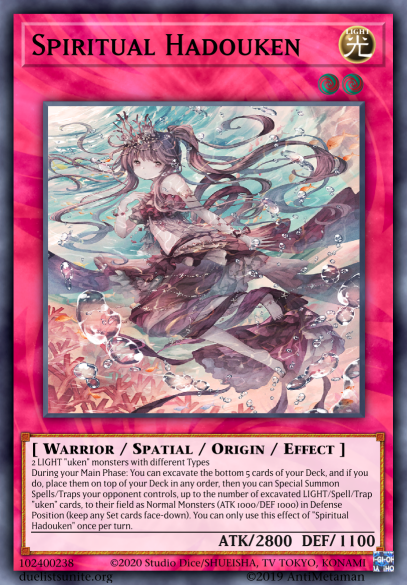 Spiritual Hadouken
LIGHT
光
[ Warrior / Spatial / Origin / Effect ]
2 LIGHT "uken" monsters with different Types
During your Main Phase: You can excavate the bottom 5 cards of your Deck, and if you
do, place them on top of your Deck in any order, then you can Special Summon
Spells/Traps your opponent controls, up to the number of excavated LIGHT/Spell/Trap
"uken" cards, to their field as Normal Monsters (ATK 1000/DEF 1000) in Defense
Position (keep any Set cards face-down). You can only use this effect of "Spiritual
Hadouken" once per turn.
ATK/2800 DEF/1100
102400238
©2020 Studio Dice/SHUEISHA, TV TOKYO, KONAMI
duelistsunite.org
©2019 AntiMetaman